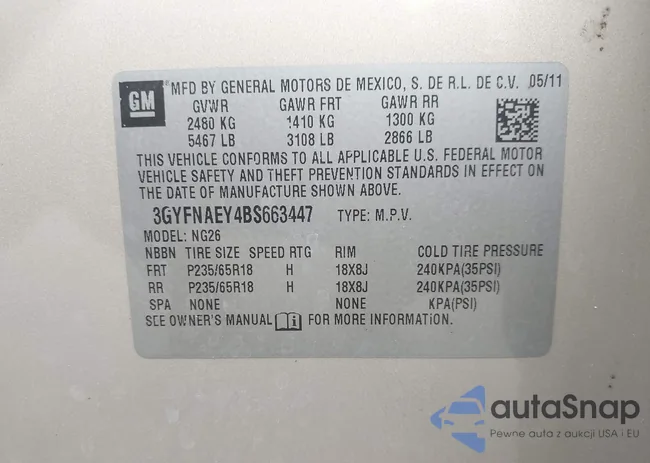 GM
MFD BY GENERAL MOTORS DE MEXICO, S. DE R.L. DE C.V. 05/11
GVWR GAWR FRT GAWR RR
2480 KG 1410 KG 1300 KG
5467 LB 3108 LB 2866 LB
THIS VEHICLE CONFORMS TO ALL APPLICABLE U.S. FEDERAL MOTOR
VEHICLE SAFETY AND THEFT PREVENTION STANDARDS IN EFFECT ON
THE DATE OF MANUFACTURE SHOWN ABOVE.
3GYFNAEY4BS663447 TYPE: M.P.V.
MODEL: NG26
NBBN TIRE SIZE SPEED RTG RIM COLD TIRE PRESSURE
FRT P235/65R18 H 18X8J 240KPA(35PSI)
RR P235/65R18 H 18X8J 240KPA(35PSI)
SPA NONE NONE KPA(PSI)
SEE OWNER'S MANUAL FOR MORE INFORMATION.
autaSnap
Pewne auta z aukcji USA i EU